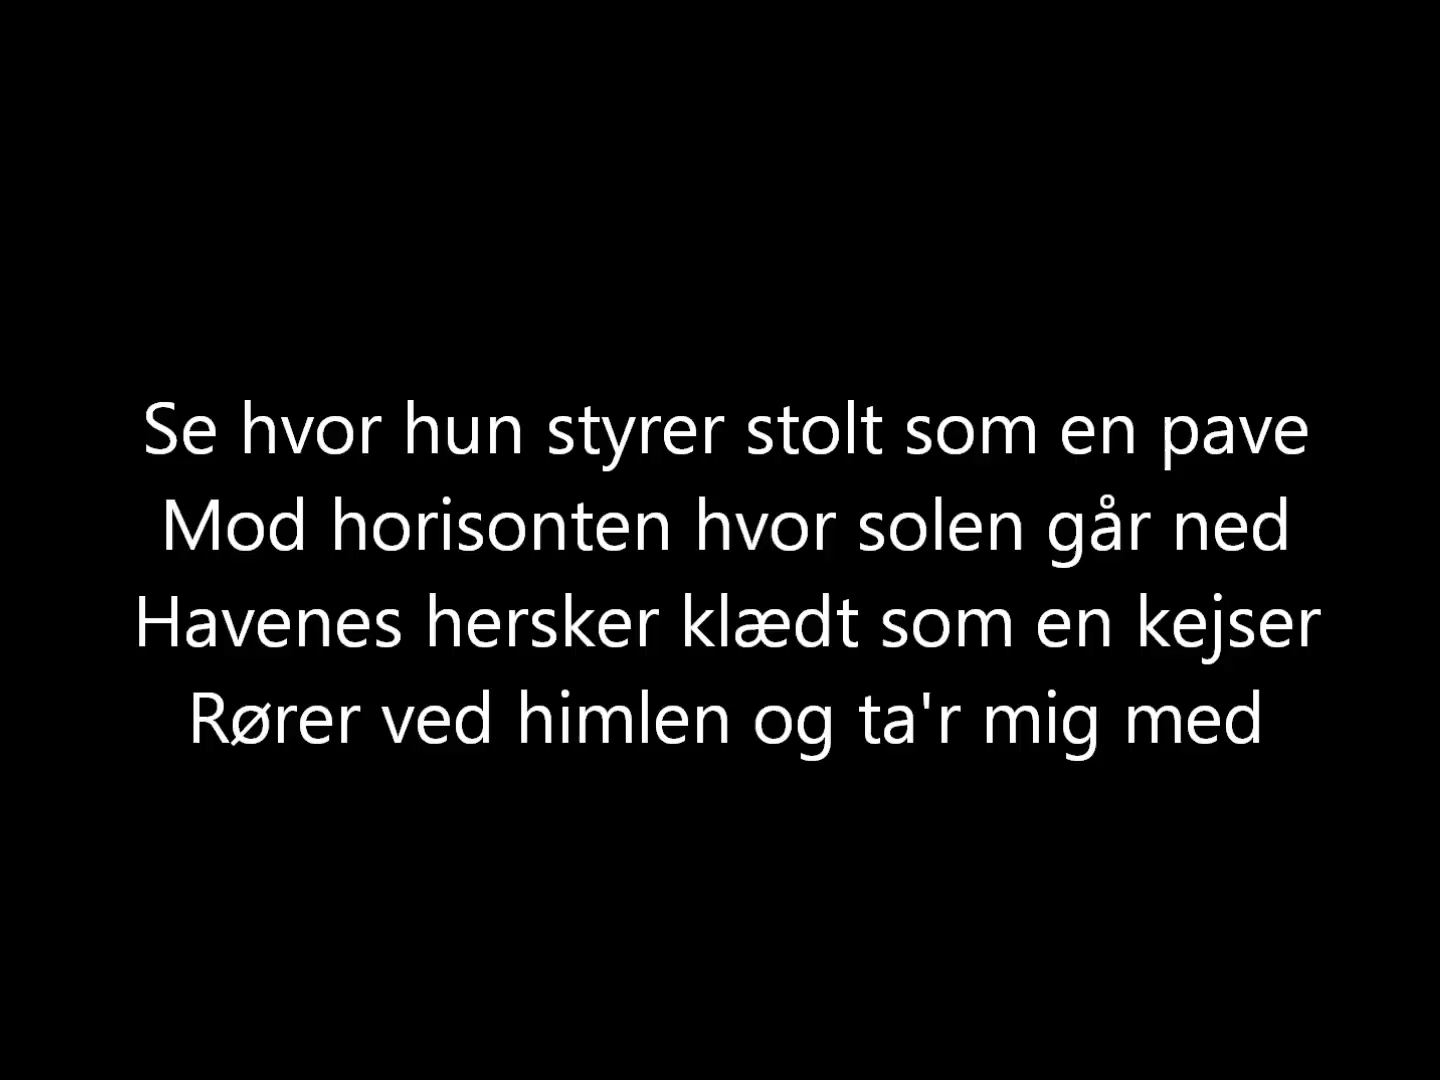 Se hvor hun styrer stolt som en pave
Mod horisonten hvor solen går ned
Havenes hersker klædt som en kejser
Rører ved himlen og ta'r mig med